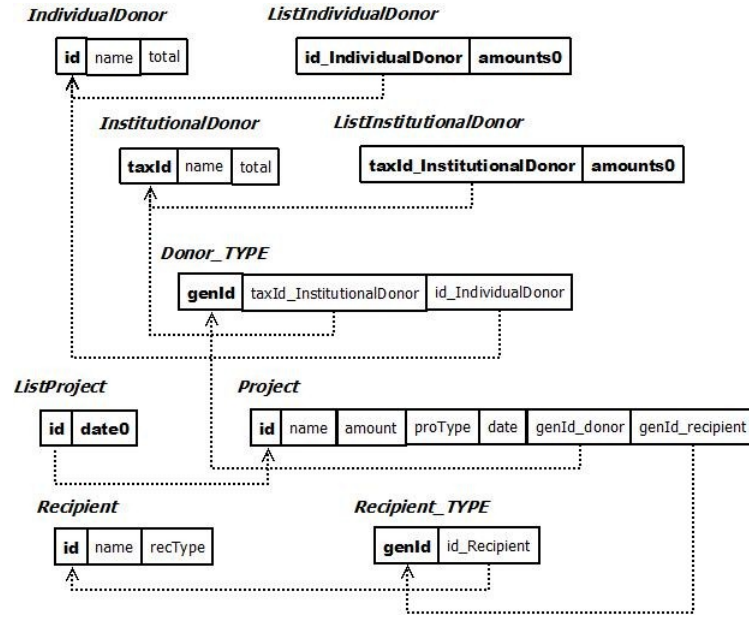 IndividualDonor ListIndividualDonor
id name total id_IndividualDonor amounts0
InstitutionalDonor ListInstitutionalDonor
taxId name total taxId_InstitutionalDonor amounts0
Donor_TYPE
genId taxId_InstitutionalDonor id_IndividualDonor
ListProject Project
id date0 id name amount proType date genId_donor genId_recipient
Recipient Recipient_TYPE
id name recType genId id_Recipient